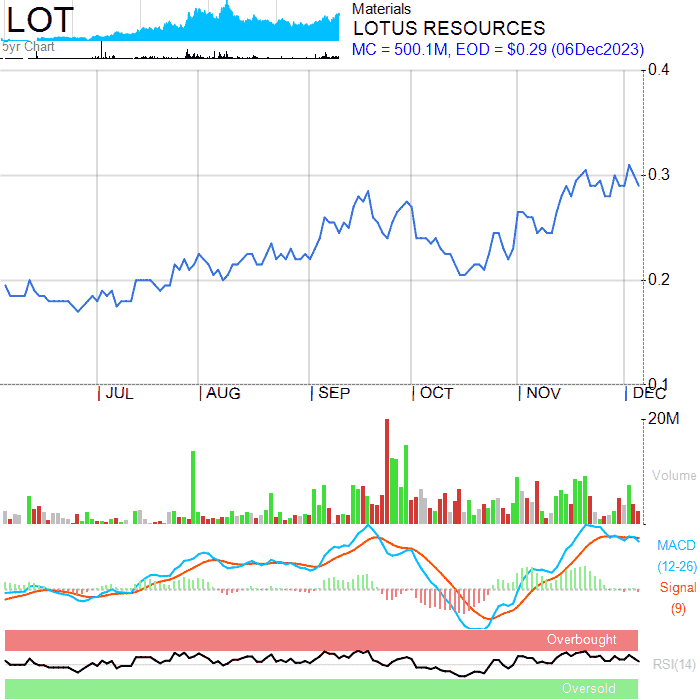 LOT
5yr Chart
Materials
LOTUS RESOURCES
MC = 500.1M, EOD = $0.29 (06Dec2023)
0.4
0.3
0.2
0.1
JUL
AUG
SEP
OCT
NOV
DEC
20M
Volume
MACD
(12-26)
Signal
(9)
Overbought
RSI(14)
Oversold